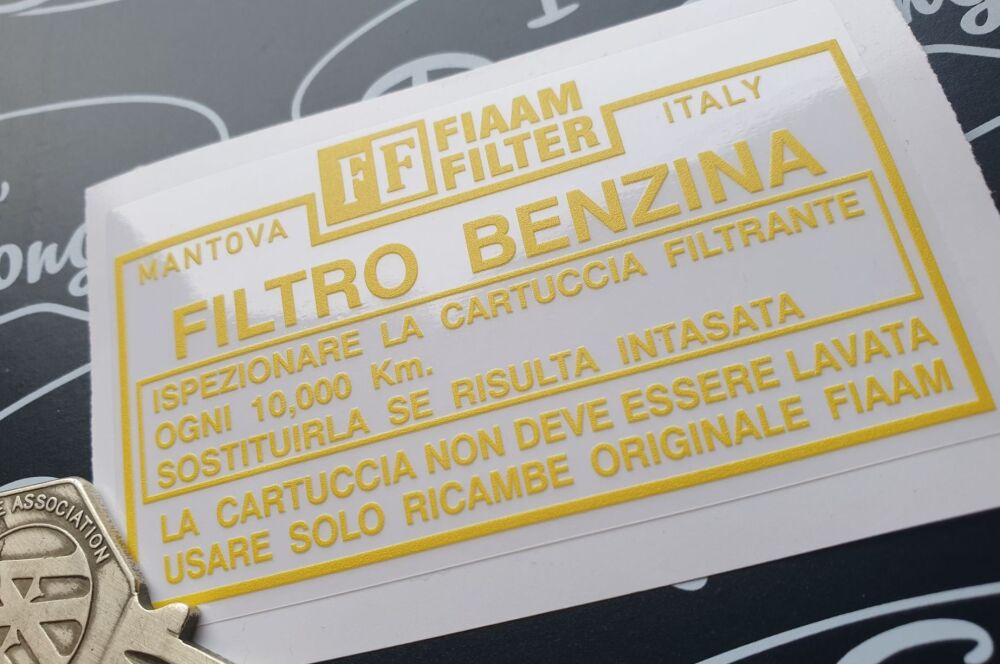 FF FIAAM
FILTER
MANTOVA ITALY
FILTRO BENZINA
ISPEZIONARE LA CARTUCCIA FILTRANTE
OGNI 10,000 Km.
SOSTITUIRLA SE RISULTA INTASATA
LA CARTUCCIA NON DEVE ESSERE LAVATA
USARE SOLO RICAMBE ORIGINALE FIAAM
ASSOCIATION